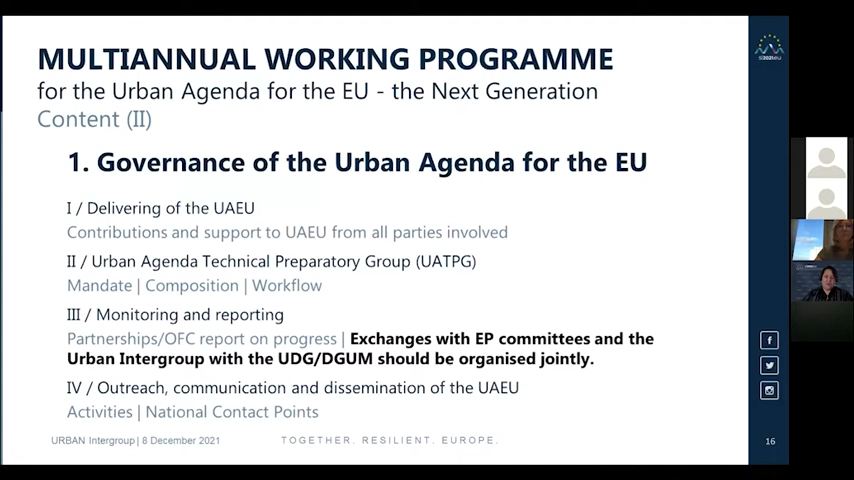 MULTIANNUAL WORKING PROGRAMME
for the Urban Agenda for the EU - the Next Generation
Content (II)
1. Governance of the Urban Agenda for the EU
I / Delivering of the UAEU
Contributions and support to UAEU from all parties involved
II / Urban Agenda Technical Preparatory Group (UATPG)
Mandate | Composition | Workflow
III / Monitoring and reporting
Partnerships/OFC report on progress | Exchanges with EP committees and the
Urban Intergroup with the UDG/DGUM should be organised jointly.
IV / Outreach, communication and dissemination of the UAEU
Activities | National Contact Points
URBAN Intergroup | 8 December 2021
TOGETHER. RESILIENT. EUROPE.
16
si2021.eu